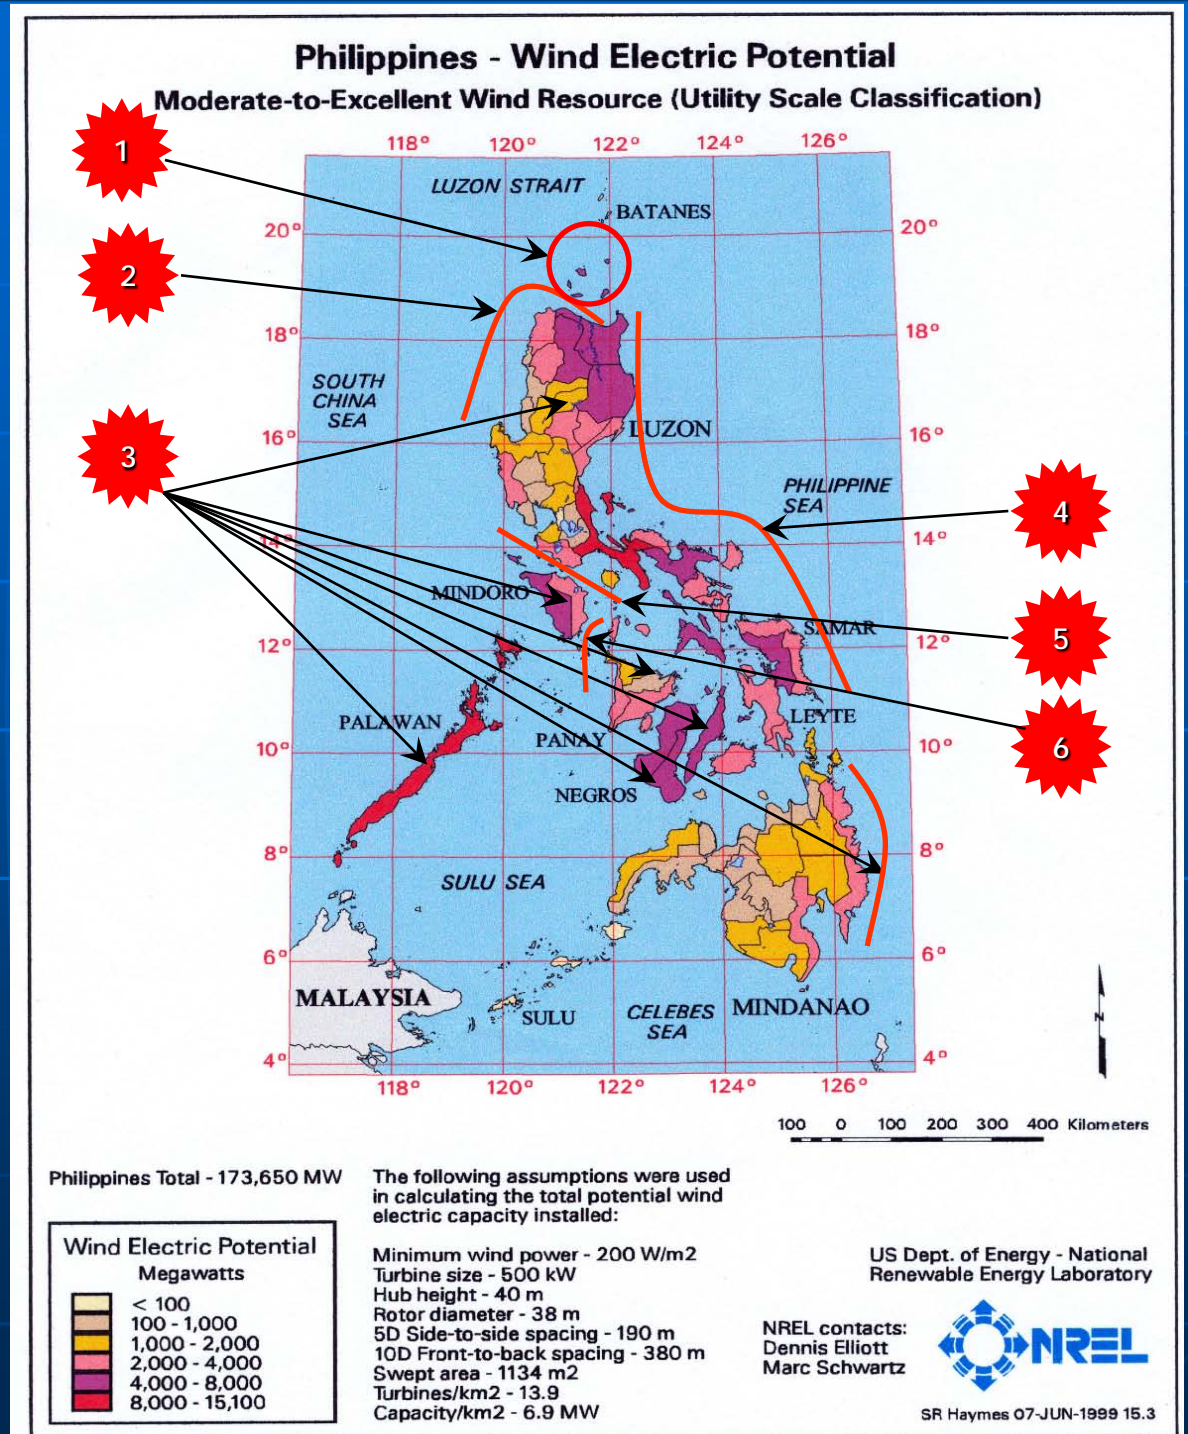 Philippines - Wind Electric Potential
Moderate-to-Excellent Wind Resource (Utility Scale Classification)
1
118° 120° 122° 124° 126°
LUZON STRAIT
BATANES
20° 20°
2
18° 18°
SOUTH
CHINA
SEA
LUZON
16° 16°
3
PHILIPPINE
SEA
4
14° 14°
MINDORO
SAMAR
12° 12°
5
PALAWAN
LEYTE
PANAY
10° 10°
6
NEGROS
8° 8°
SULU SEA
6° 6°
MALAYSIA
SULU
CELEBES
SEA
MINDANAO
N
4° 4°
118° 120° 122° 124° 126°
100 0 100 200 300 400 Kilometers
Philippines Total - 173,650 MW
Wind Electric Potential
Megawatts
< 100
100 - 1,000
1,000 - 2,000
2,000 - 4,000
4,000 - 8,000
8,000 - 15,100
The following assumptions were used
in calculating the total potential wind
electric capacity installed:
Minimum wind power - 200 W/m2
Turbine size - 500 kW
Hub height - 40 m
Rotor diameter - 38 m
5D Side-to-side spacing - 190 m
10D Front-to-back spacing - 380 m
Swept area - 1134 m2
Turbines/km2 - 13.9
Capacity/km2 - 6.9 MW
US Dept. of Energy - National
Renewable Energy Laboratory
NREL contacts:
Dennis Elliott
Marc Schwartz
NREL
SR Haymes 07-JUN-1999 15.3